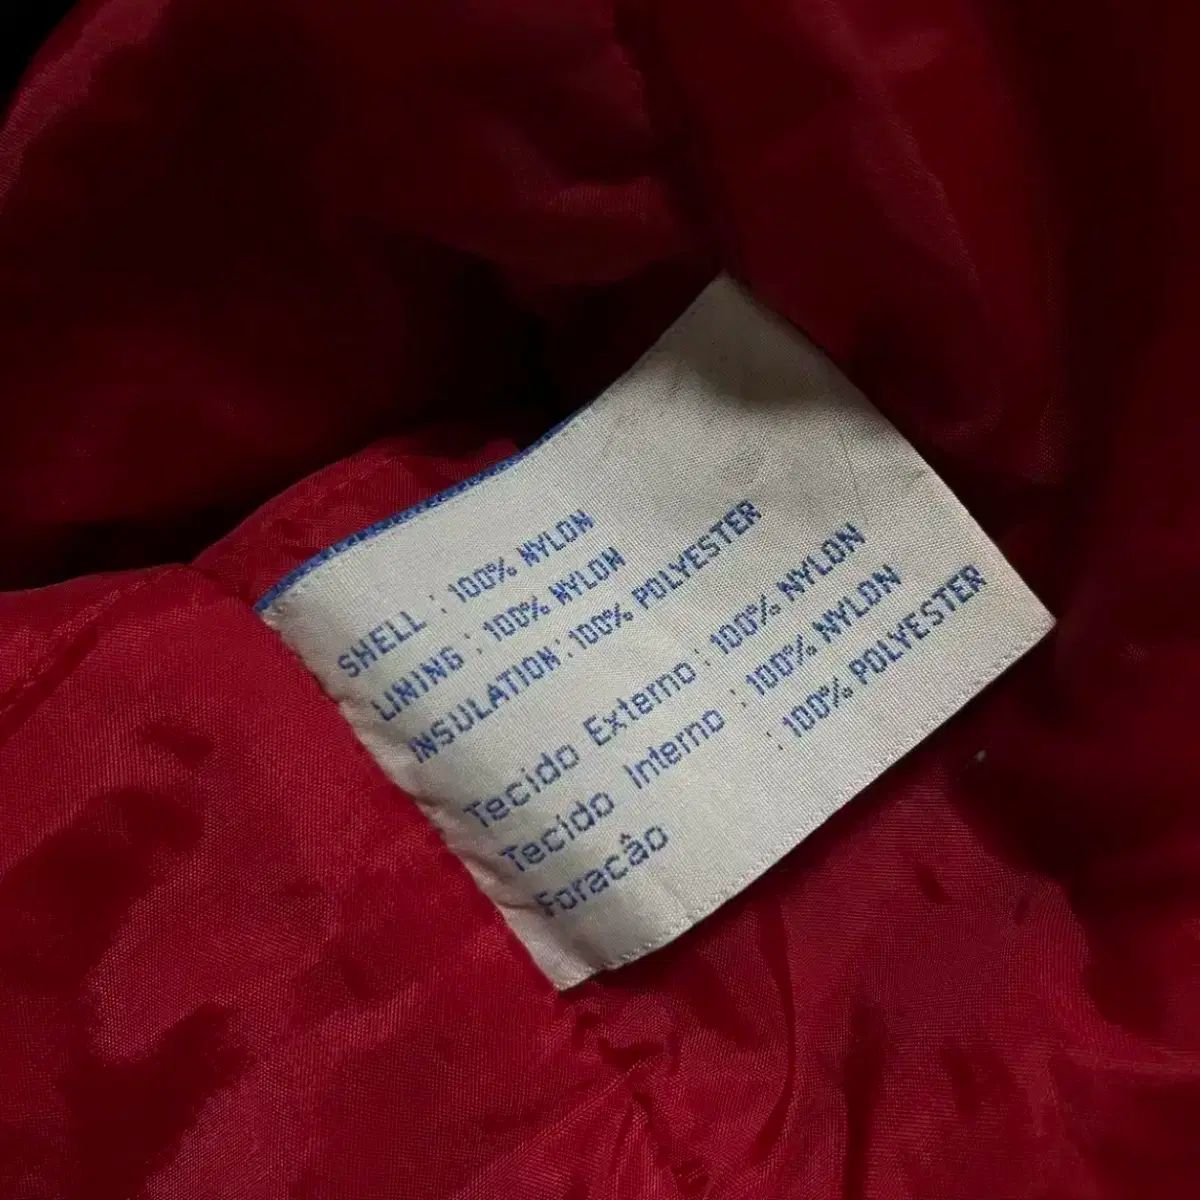 SHELL : 100% NYLON
LINING : 100% NYLON
INSULATION : 100% POLYESTER
Tecido Externo : 100% NYLON
Tecido Interno : 100% NYLON
Foracâo : 100% POLYESTER